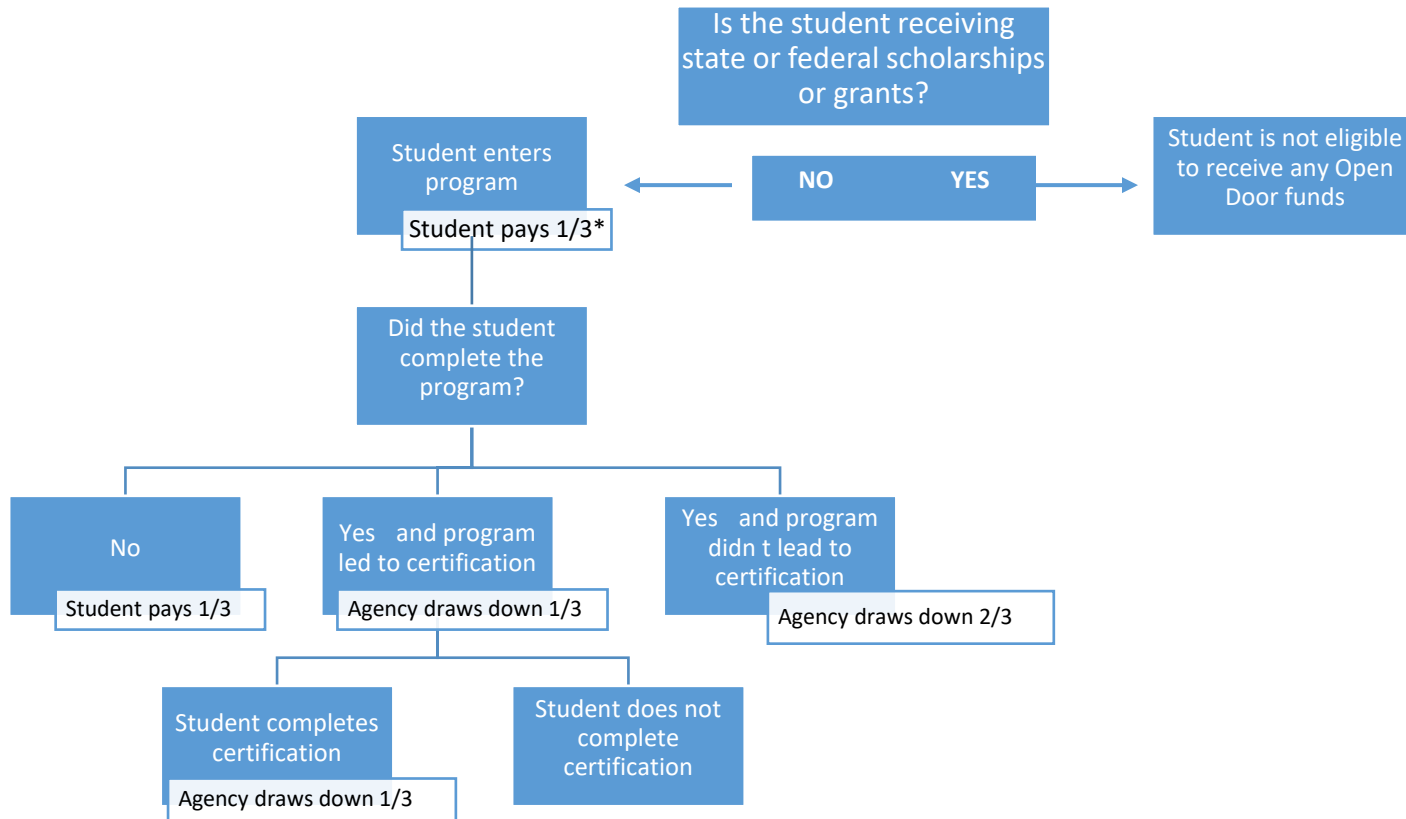 Is the student receiving
state or federal scholarships
or grants?
NO YES
Student is not eligible
to receive any Open
Door funds
Student enters
program
Student pays 1/3*
Did the student
complete the
program?
No
Student pays 1/3
Yes and program
led to certification
Agency draws down 1/3
Yes and program
didn t lead to
certification
Agency draws down 2/3
Student completes
certification
Agency draws down 1/3
Student does not
complete
certification